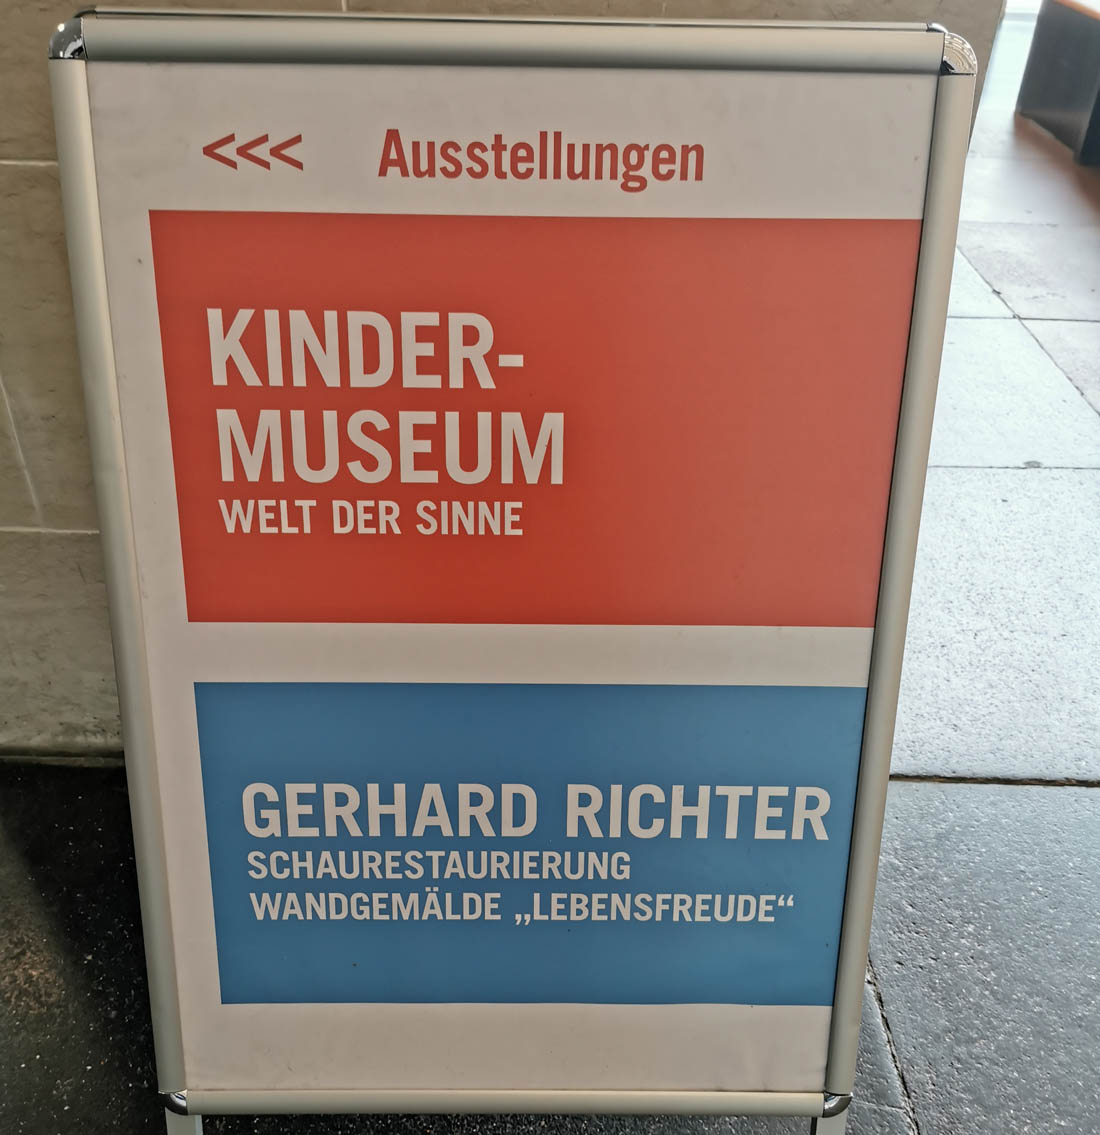 <<< Ausstellungen
KINDER-
MUSEUM
WELT DER SINNE
GERHARD RICHTER
SCHAURESTAURIERUNG
WANDGEMÄLDE „LEBENSFREUDE“